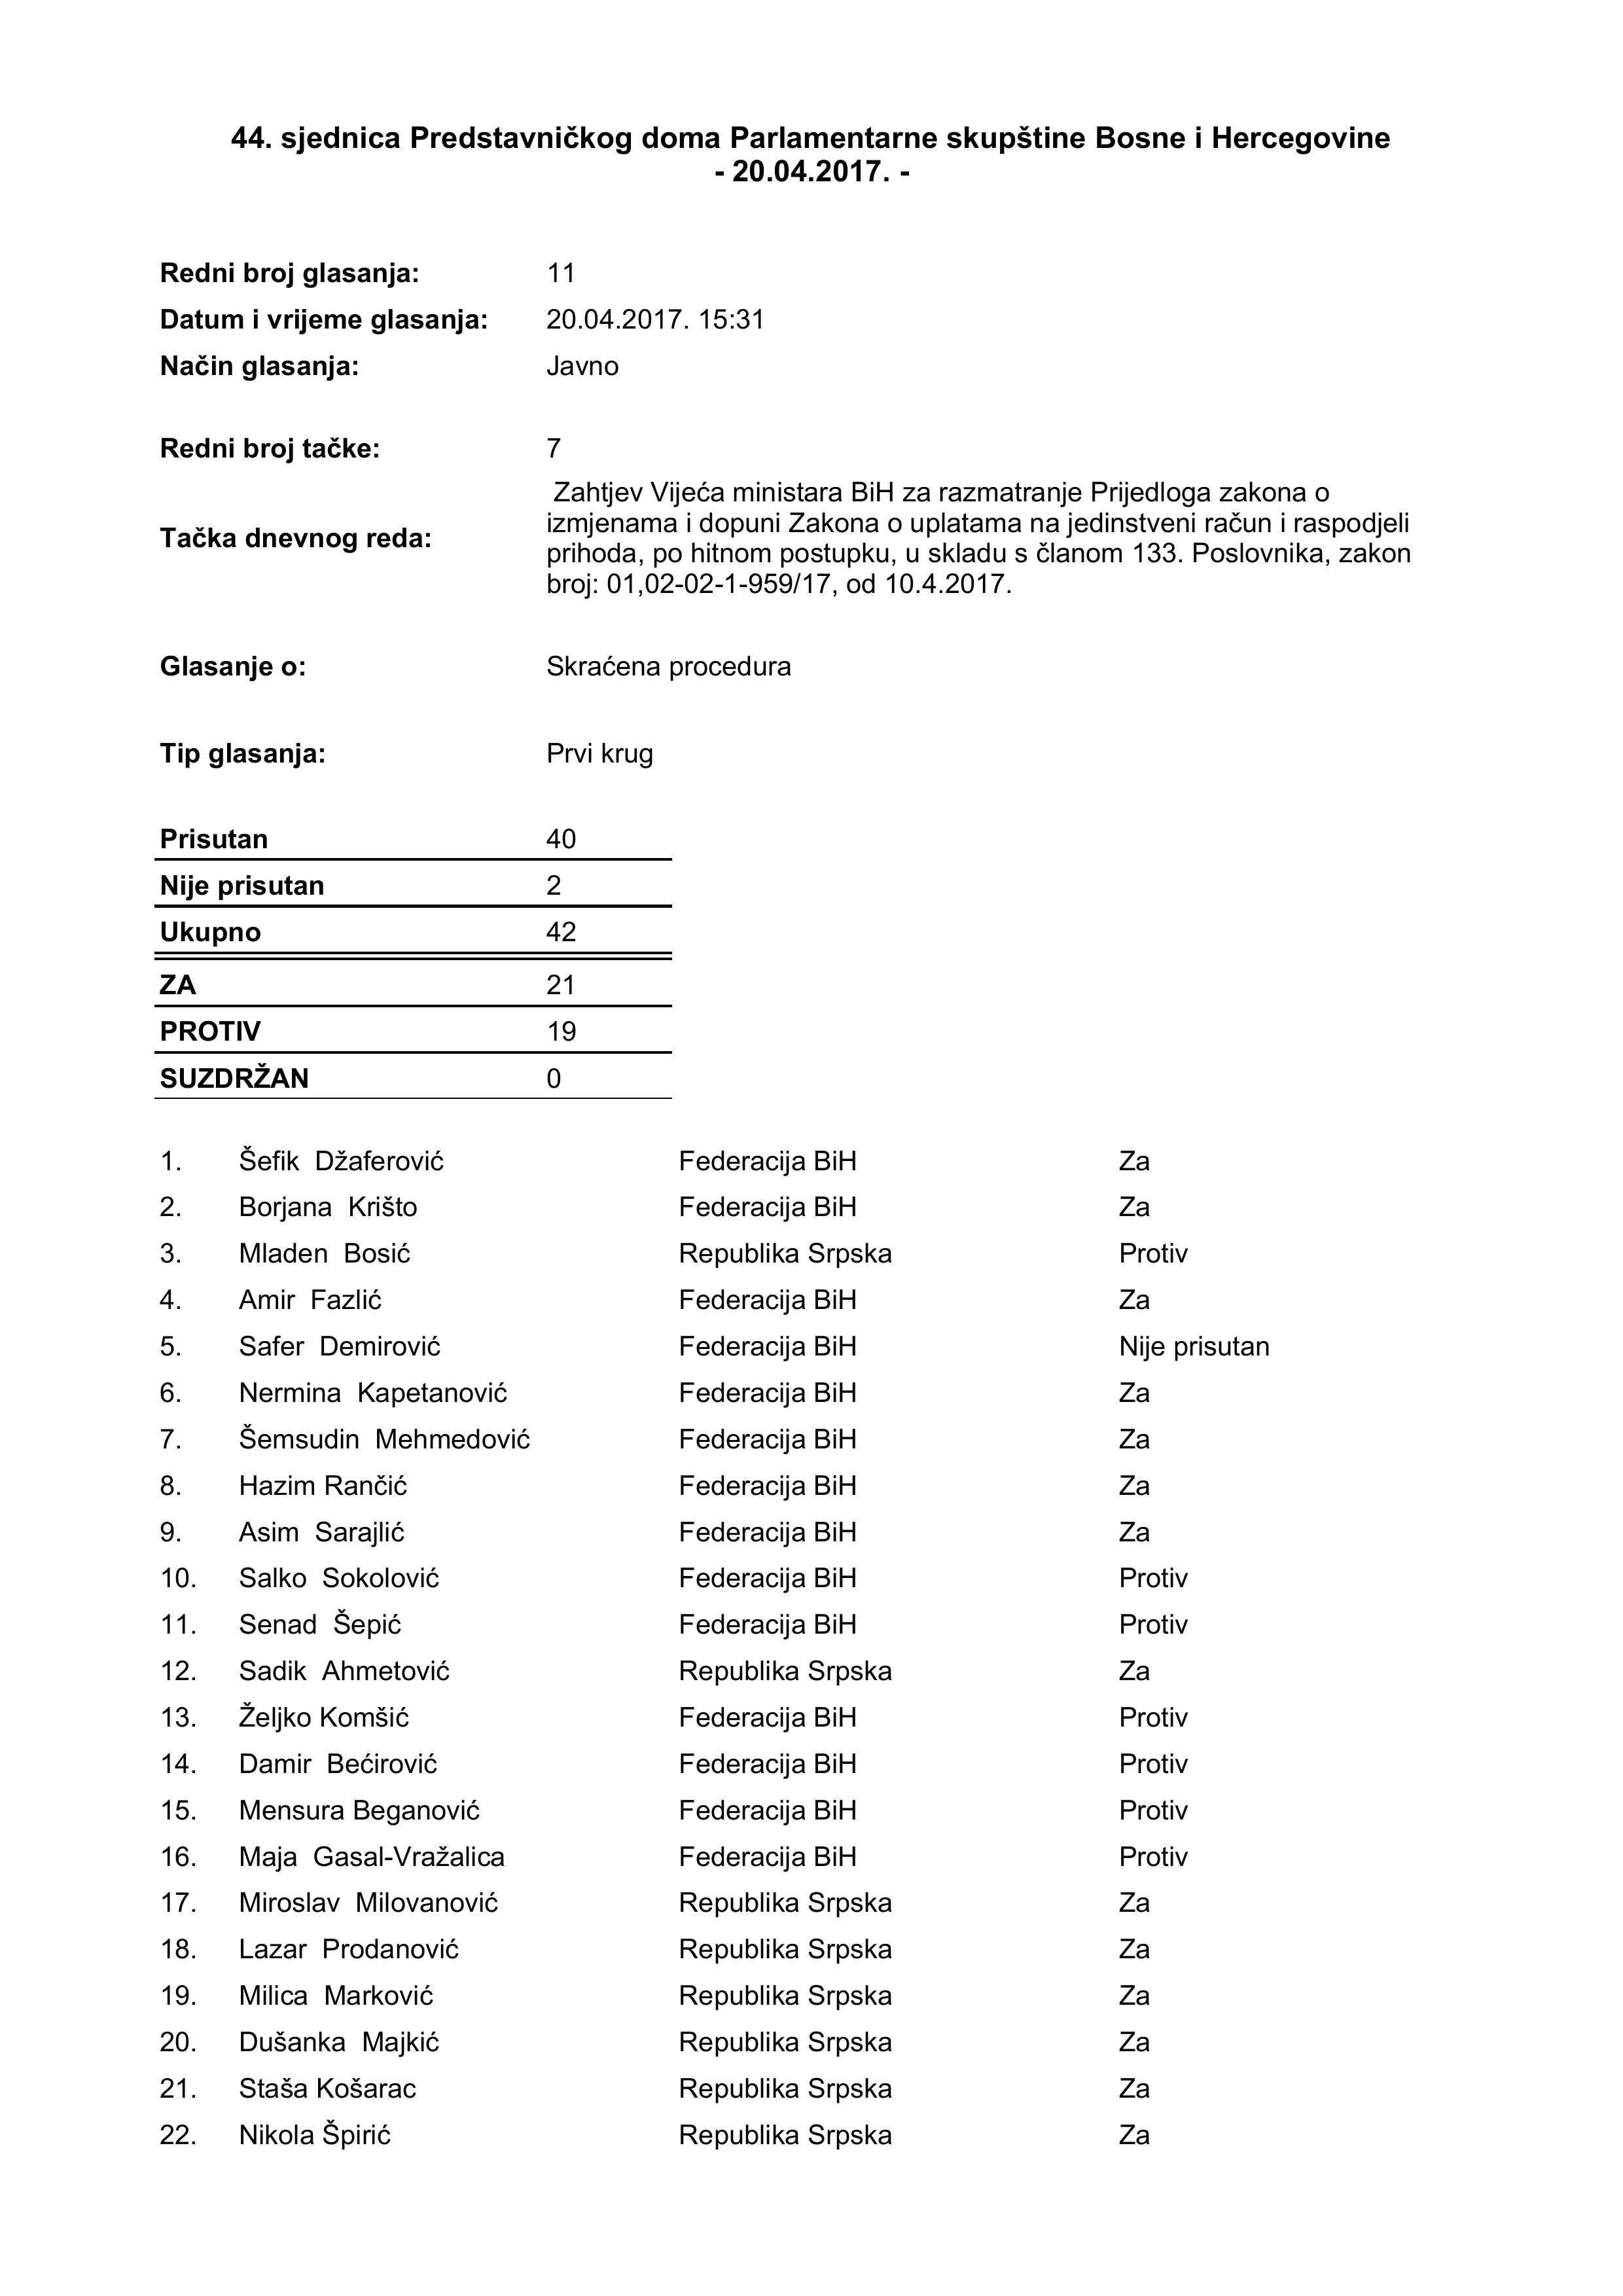 44. sjednica Predstavničkog doma Parlamentarne skupštine Bosne i Hercegovine
- 20.04.2017. -
Redni broj glasanja: 11
Datum i vrijeme glasanja: 20.04.2017. 15:31
Način glasanja: Javno
Redni broj tačke: 7
Tačka dnevnog reda: Zahtjev Vijeća ministara BiH za razmatranje Prijedloga zakona o
izmjenama i dopuni Zakona o uplatama na jedinstveni račun i raspodjeli
prihoda, po hitnom postupku, u skladu s članom 133. Poslovnika, zakon
broj: 01,02-02-1-959/17, od 10.4.2017.
Glasanje o: Skraćena procedura
Tip glasanja: Prvi krug
Prisutan 40
Nije prisutan 2
Ukupno 42
ZA 21
PROTIV 19
SUZDRŽAN 0
1. Šefik Džaferović Federacija BiH Za
2. Borjana Krišto Federacija BiH Za
3. Mladen Bosić Republika Srpska Protiv
4. Amir Fazlić Federacija BiH Za
5. Safer Demirović Federacija BiH Nije prisutan
6. Nermina Kapetanović Federacija BiH Za
7. Šemsudin Mehmedović Federacija BiH Za
8. Hazim Rančić Federacija BiH Za
9. Asim Sarajlić Federacija BiH Za
10. Salko Sokolović Federacija BiH Protiv
11. Senad Šepić Federacija BiH Protiv
12. Sadik Ahmetović Republika Srpska Za
13. Željko Komšić Federacija BiH Protiv
14. Damir Bećirović Federacija BiH Protiv
15. Mensura Beganović Federacija BiH Protiv
16. Maja Gasal-Vražalica Federacija BiH Protiv
17. Miroslav Milovanović Republika Srpska Za
18. Lazar Prodanović Republika Srpska Za
19. Milica Marković Republika Srpska Za
20. Dušanka Majkić Republika Srpska Za
21. Staša Košarac Republika Srpska Za
22. Nikola Špirić Republika Srpska Za